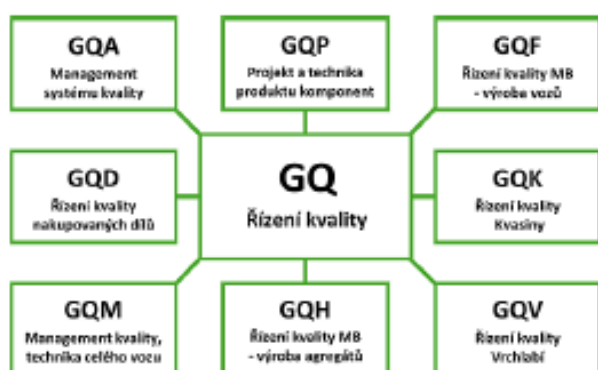 GQA
Management
systému kvality
GQP
Projekt a technika
produktu komponent
GQF
Řízení kvality MB
- výroba vozů
GQD
Řízení kvality
nakupovaných dílů
GQ
Řízení kvality
GQK
Řízení kvality
Kvasiny
GQM
Management kvality,
technika celého vozu
GQH
Řízení kvality MB
- výroba agregátů
GQV
Řízení kvality
Vrchlabí